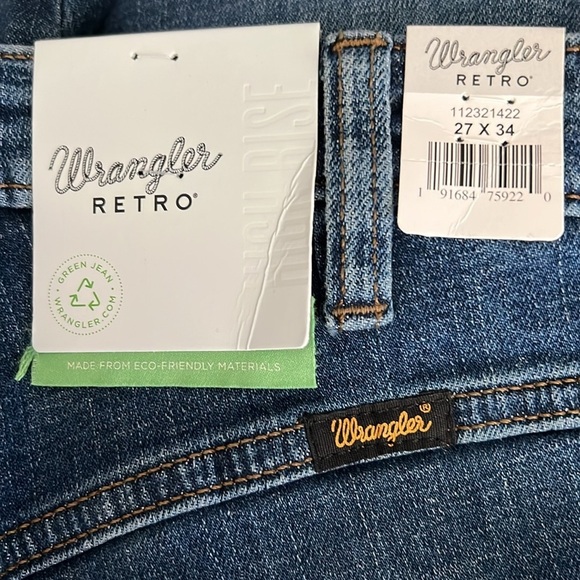 Wrangler
RETRO®
HIGH RISE
GREEN JEAN
WRANGLER.COM
MADE FROM ECO-FRIENDLY MATERIALS
Wrangler
RETRO®
112321422
27 X 34
1 91684 75922 0
Wrangler®